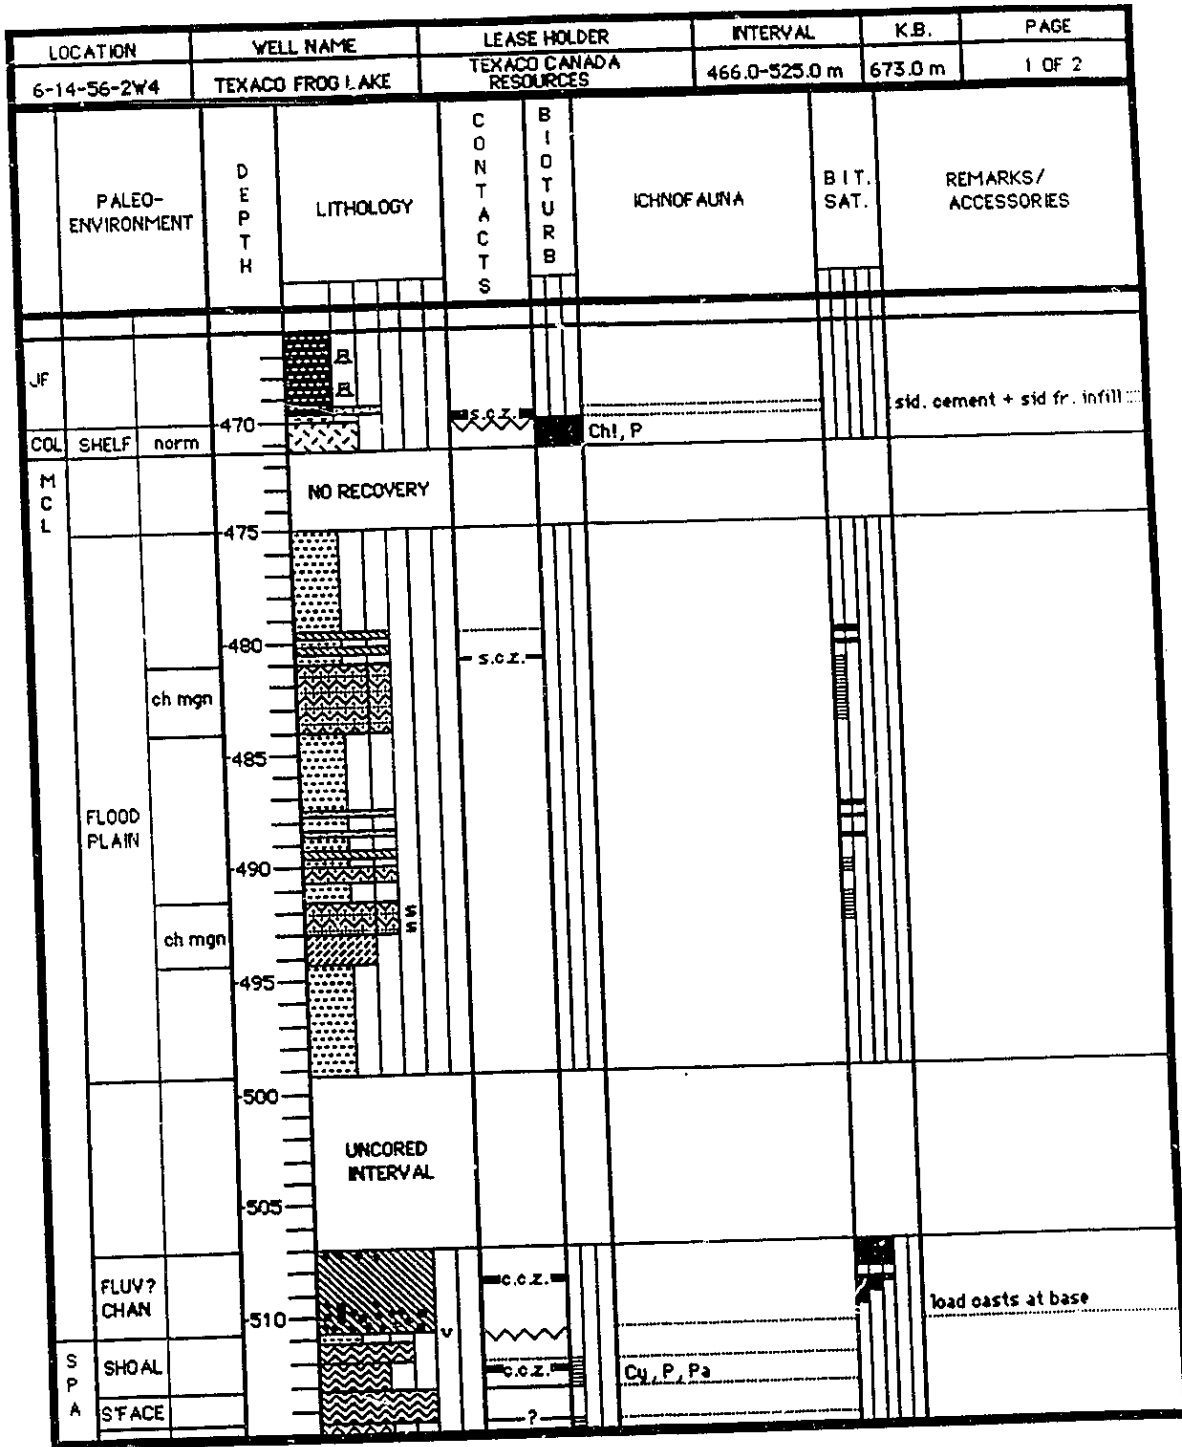 LOCATION WELL NAME LEASE HOLDER INTERVAL K.B. PAGE
6-14-56-2W4 TEXACO FROG LAKE TEXACO CANADA RESOURCES 466.0-525.0 m 673.0 m 1 OF 2
PALEO-
ENVIRONMENT
DEPTH
LITHOLOGY
CONTACTS
BIOTURB
ICHNOFAUNA
BIT.
SAT.
REMARKS/
ACCESSORIES
JF
s.c.z.
sid. cement + sid fr. infill
470
COL SHELF norm
Ch!, P
MCL
NO RECOVERY
475
480
s.c.z.
ch mgn
485
FLOOD
PLAIN
490
SS
SS
ch mgn
495
500
UNCORED
INTERVAL
505
FLUV?
CHAN
c.c.z.
load casts at base
510
v
SPA
SHOAL
c.c.z.
Cy, P, Pa
S'FACE
?